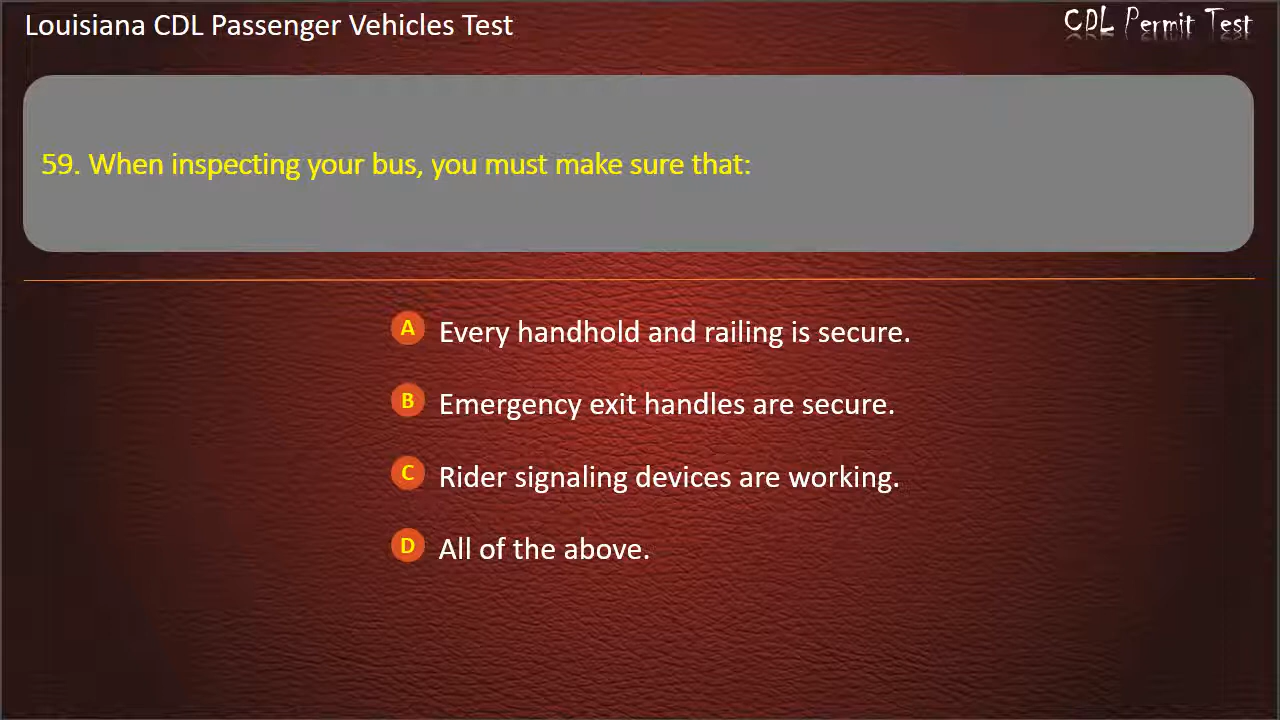 Louisiana CDL Passenger Vehicles Test
CDL Permit Test
59. When inspecting your bus, you must make sure that:
A Every handhold and railing is secure.
B Emergency exit handles are secure.
C Rider signaling devices are working.
D All of the above.